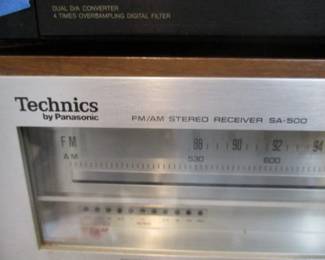 DUAL D/A CONVERTER
4 TIMES OVERSAMPLING DIGITAL FILTER
Technics
by Panasonic
FM/AM STEREO RECEIVER SA-500
FM 88 90 92 94
AM 530 600